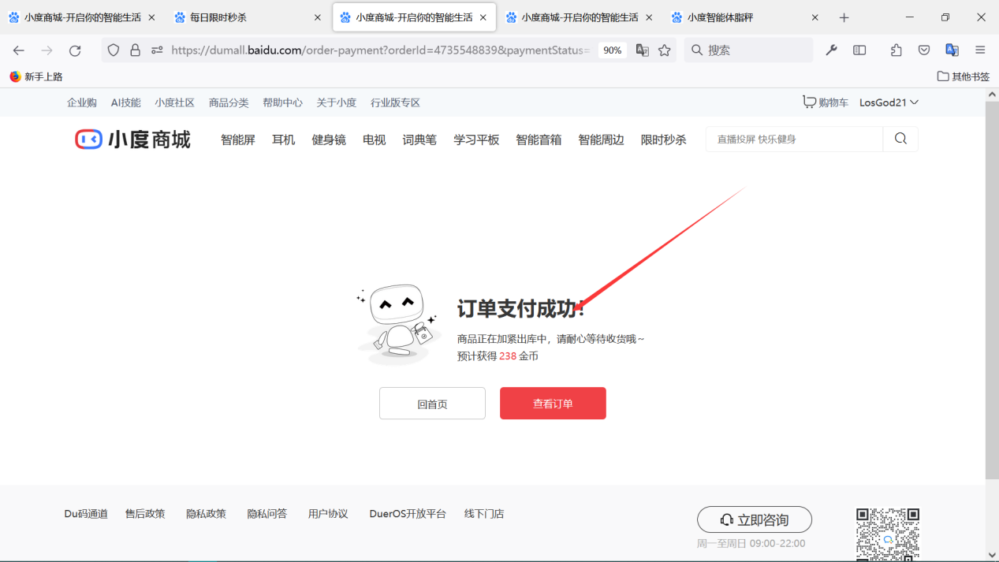 小度商城-开启你的智能生活
每日限时秒杀
小度商城-开启你的智能生活
小度商城-开启你的智能生活
小度智能体脂秤
https://dumall.baidu.com/order-payment?orderId=4735548839&paymentStatus=
90%
搜索
新手上路
其他书签
企业购 AI技能 小度社区 商品分类 帮助中心 关于小度 行业版专区
购物车 LosGod21
小度商城
智能屏 耳机 健身镜 电视 词典笔 学习平板 智能音箱 智能周边 限时秒杀
直播投屏 快乐健身
订单支付成功!
商品正在加紧出库中，请耐心等待收货哦~
预计获得 238 金币
回首页
查看订单
Du码通道 售后政策 隐私政策 隐私问答 用户协议 DuerOS开放平台 线下门店
立即咨询
周一至周日 09:00-22:00